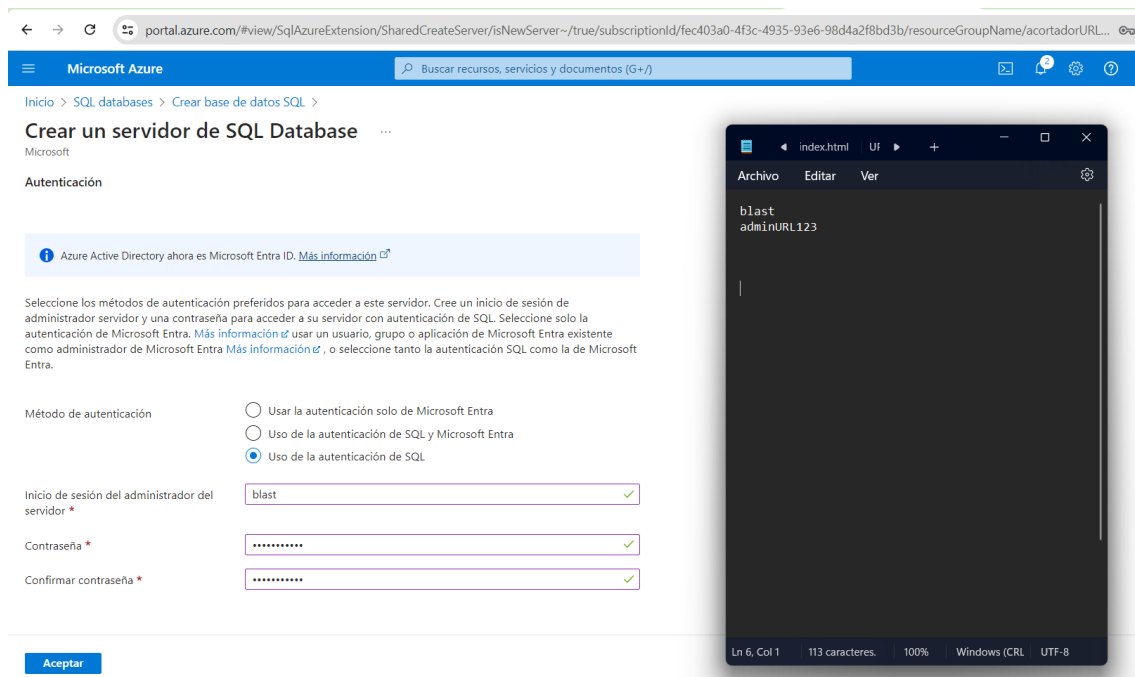 portal.azure.com/#view/SqlAzureExtension/SharedCreateServer/isNewServer~/true/subscriptionId/fec403a0-4f3c-4935-93e6-98d4a2f8bd3b/resourceGroupName/acortadorURL...
Microsoft Azure
Buscar recursos, servicios y documentos (G+/)
2
Inicio > SQL databases > Crear base de datos SQL >
Crear un servidor de SQL Database ...
Microsoft
Autenticación
Azure Active Directory ahora es Microsoft Entra ID. Más información
Seleccione los métodos de autenticación preferidos para acceder a este servidor. Cree un inicio de sesión de
administrador servidor y una contraseña para acceder a su servidor con autenticación de SQL. Seleccione solo la
autenticación de Microsoft Entra. Más información usar un usuario, grupo o aplicación de Microsoft Entra existente
como administrador de Microsoft Entra Más información , o seleccione tanto la autenticación SQL como la de Microsoft
Entra.
Método de autenticación
Usar la autenticación solo de Microsoft Entra
Uso de la autenticación de SQL y Microsoft Entra
Uso de la autenticación de SQL
Inicio de sesión del administrador del
servidor *
blast
Contraseña *
•••••••••••
Confirmar contraseña *
•••••••••••
Aceptar
index.html UF
Archivo Editar Ver
blast
adminURL123
Ln 6, Col 1 113 caracteres. 100% Windows (CRL UTF-8